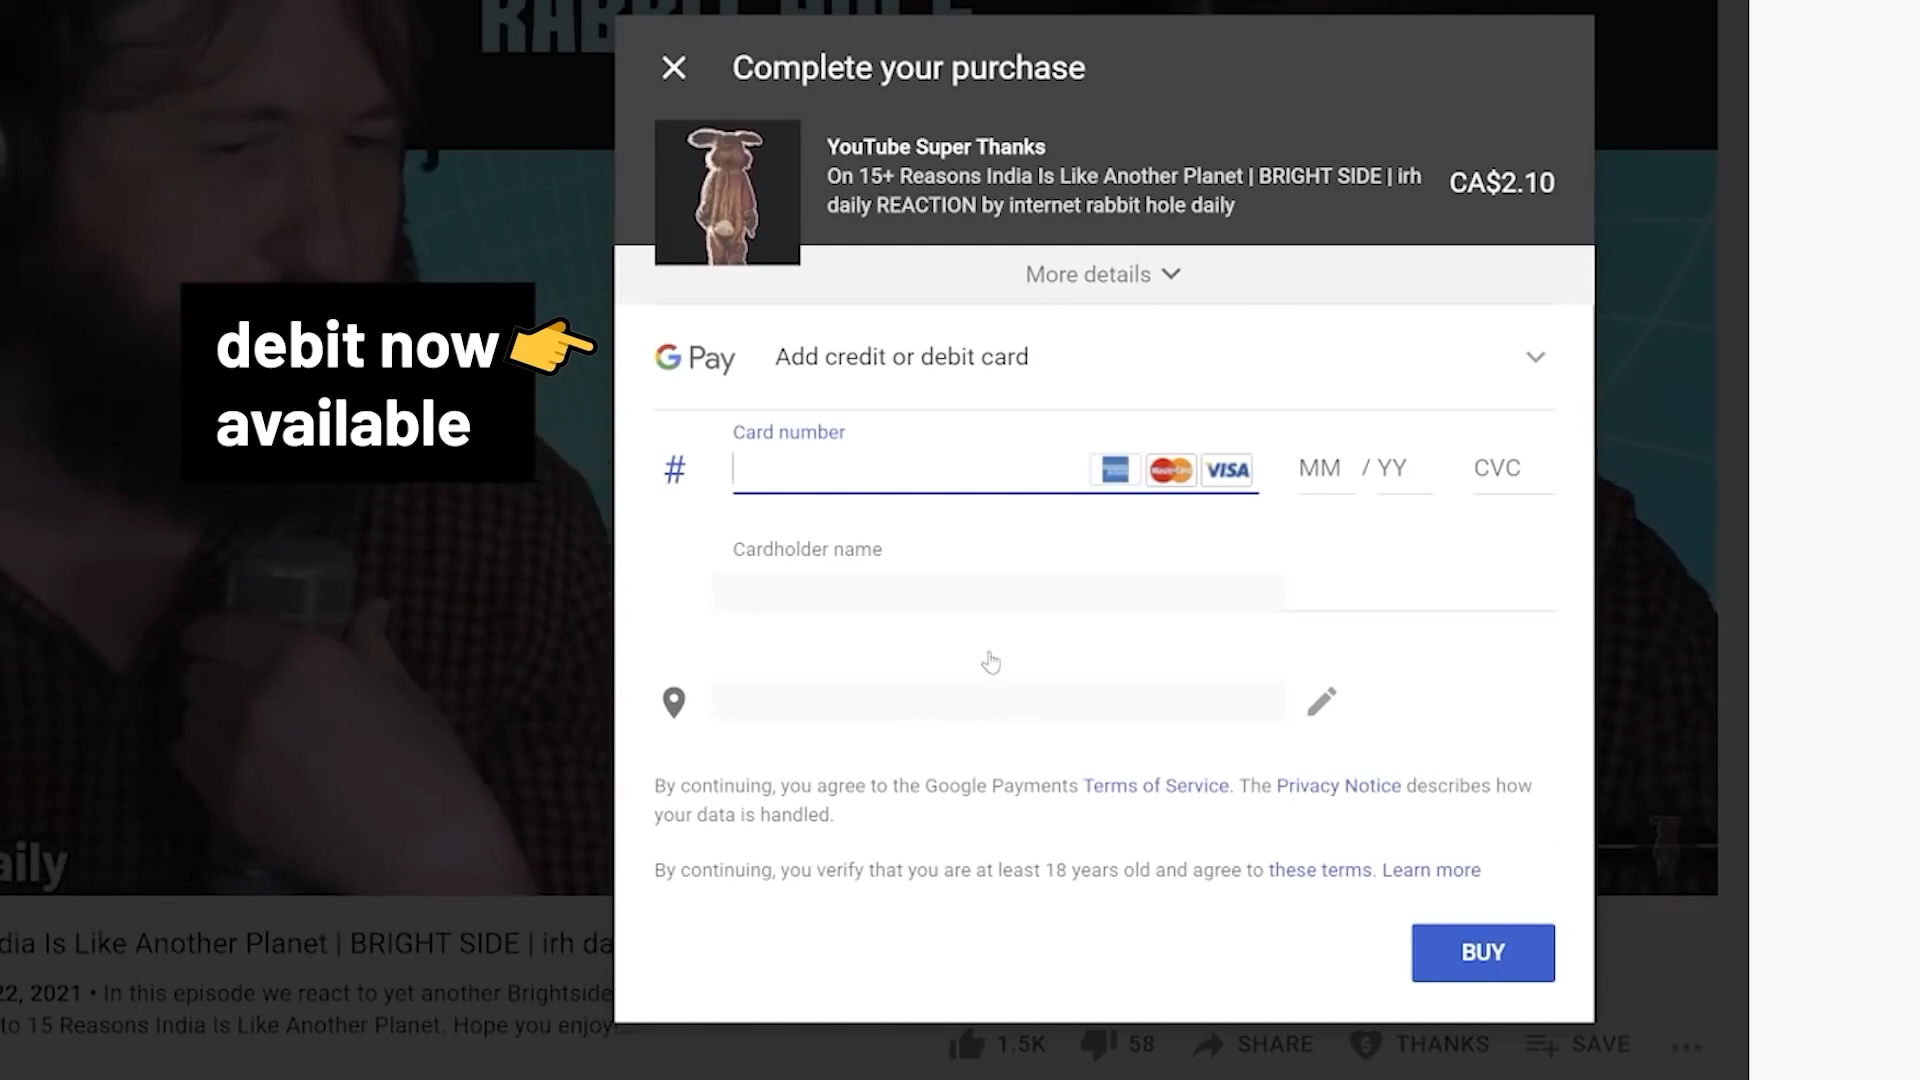 Complete your purchase
YouTube Super Thanks
On 15+ Reasons India Is Like Another Planet | BRIGHT SIDE | irh
daily REACTION by internet rabbit hole daily
CA$2.10
More details
debit now
available
G Pay
Add credit or debit card
Card number
#
VISA
MM / YY
CVC
Cardholder name
By continuing, you agree to the Google Payments Terms of Service. The Privacy Notice describes how
your data is handled.
By continuing, you verify that you are at least 18 years old and agree to these terms. Learn more
BUY
aily
dia Is Like Another Planet | BRIGHT SIDE | irh da
22, 2021 • In this episode we react to yet another Brightside
to 15 Reasons India Is Like Another Planet. Hope you enjoy...
1.5K
58
SHARE
THANKS
SAVE